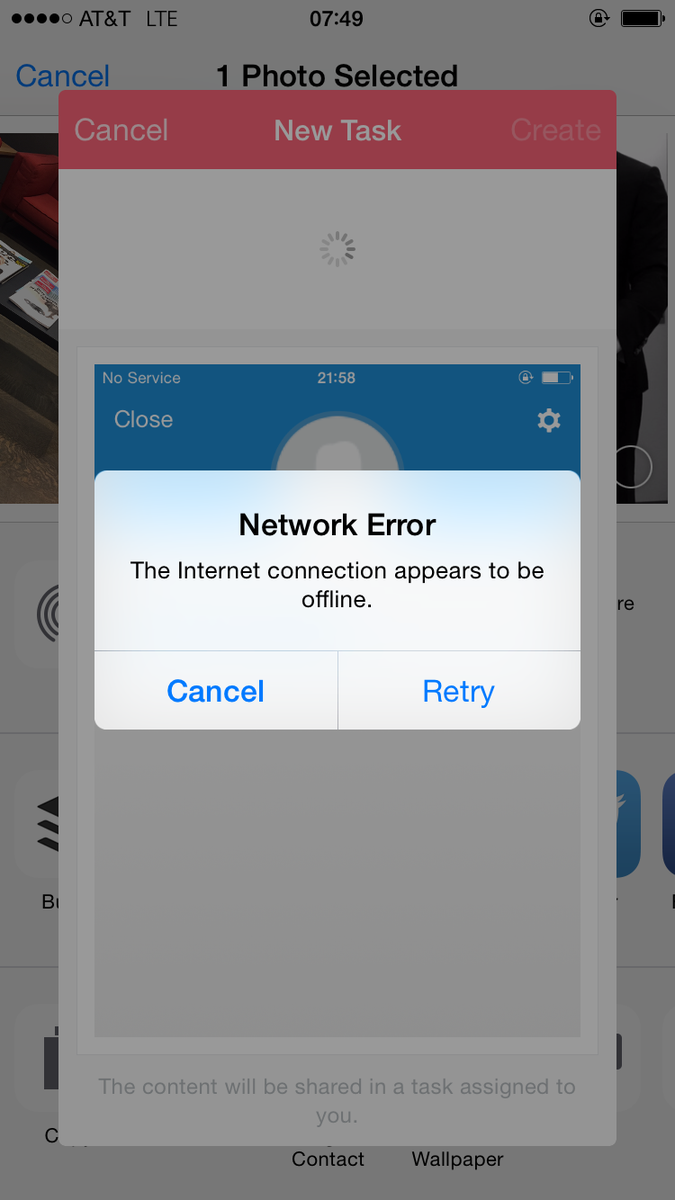 AT&T LTE 07:49
Cancel 1 Photo Selected
Cancel New Task Create
No Service 21:58
Close
Network Error
The Internet connection appears to be
offline.
Cancel Retry
The content will be shared in a task assigned to
you.
Contact Wallpaper